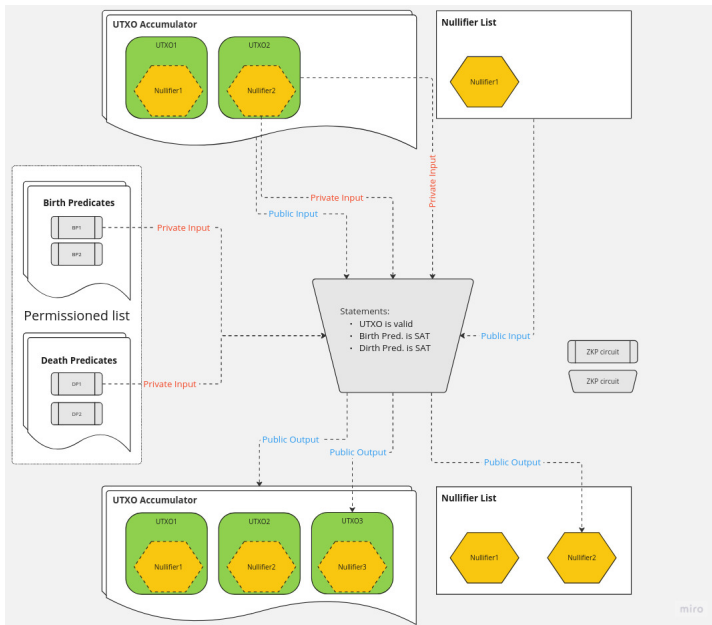 UTXO Accumulator
UTXO1
UTXO2
Nullifier1
Nullifier2
Nullifier List
Nullifier1
Private Input
Private Input
Public Input
Birth Predicates
BP1
BP2
Private Input
Permissioned list
Death Predicates
DP1
DP2
Private Input
Statements:
• UTXO is valid
• Birth Pred. is SAT
• Dirth Pred. is SAT
Public Input
ZKP circuit
ZKP circuit
Public Output
Public Output
Public Output
UTXO Accumulator
UTXO1
UTXO2
UTXO3
Nullifier1
Nullifier2
Nullifier3
Nullifier List
Nullifier1
Nullifier2
miro